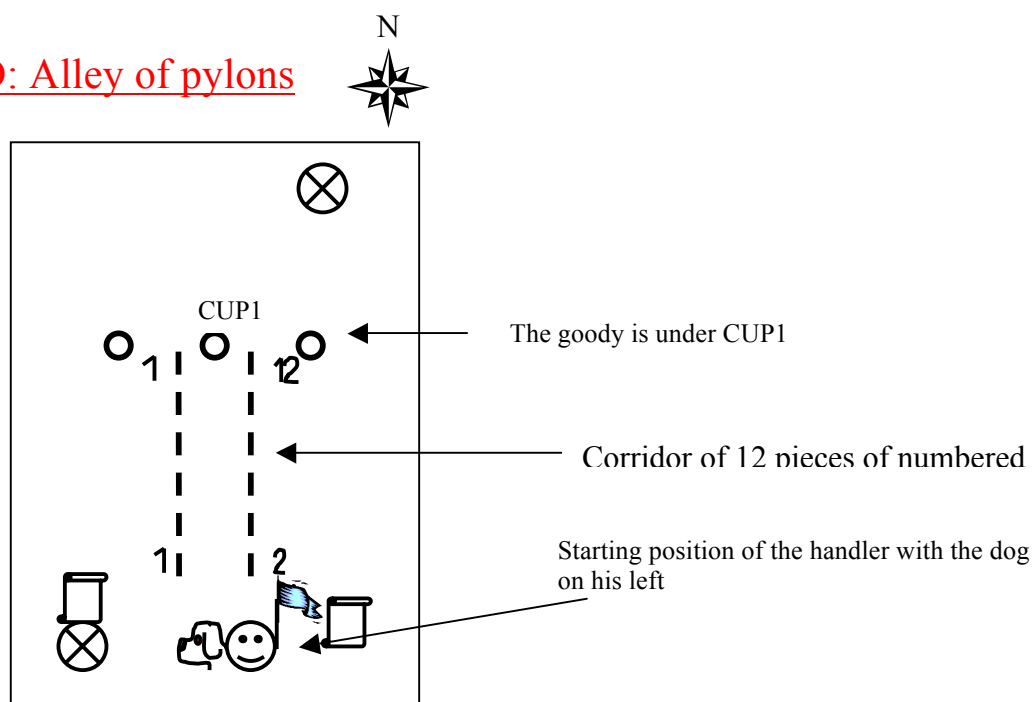 N
: Alley of pylons
CUP1
The goody is under CUP1
1
12
Corridor of 12 pieces of numbered
1
2
Starting position of the handler with the dog
on his left